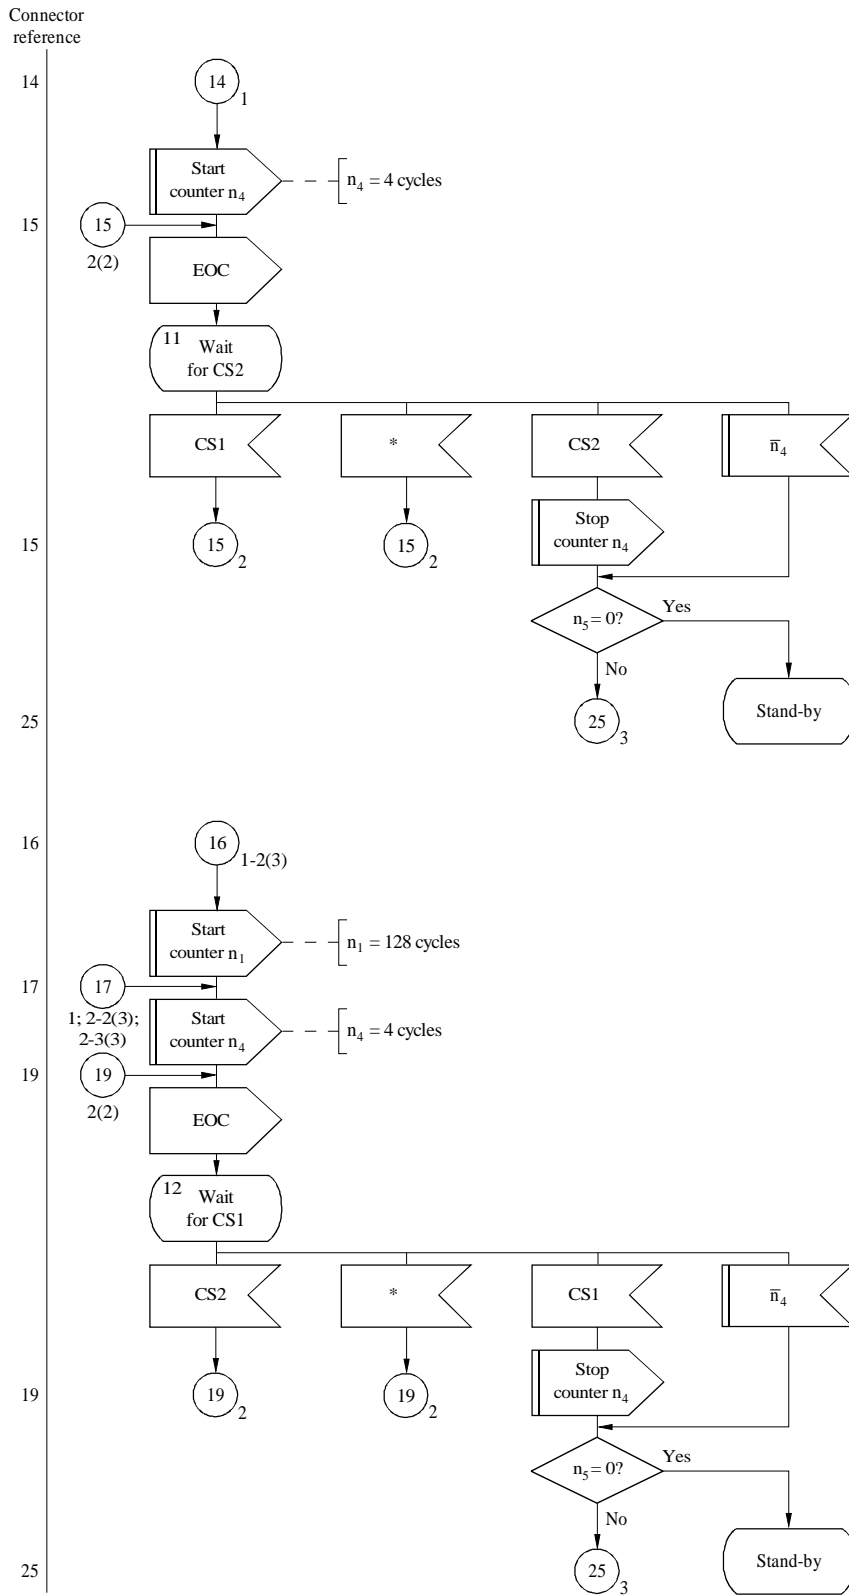 Connector
reference
14
14
1
Start
counter n4
n4 = 4 cycles
15
15
2(2)
EOC
11
Wait
for CS2
CS1
*
CS2
n̅4
15
15
2
15
2
Stop
counter n4
n5 = 0?
Yes
No
Stand-by
25
25
3
16
16
1-2(3)
Start
counter n1
n1 = 128 cycles
17
17
1; 2-2(3);
2-3(3)
Start
counter n4
n4 = 4 cycles
19
19
2(2)
EOC
12
Wait
for CS1
CS2
*
CS1
n̅4
19
19
2
19
2
Stop
counter n4
n5 = 0?
Yes
No
Stand-by
25
25
3